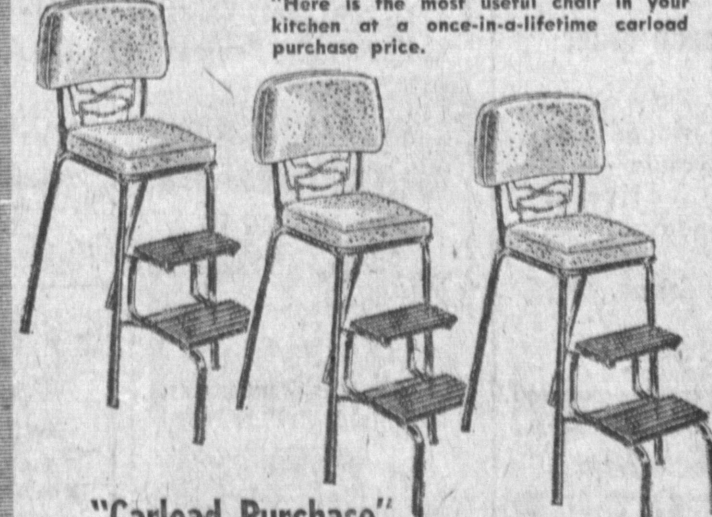 "Here is the most useful chair in your
kitchen at a once-in-a-lifetime carload
purchase price.
"Carload Purchase"